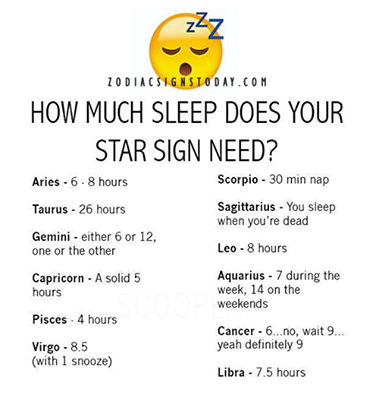 zZZ
ZODIACSIGNSTODAY.COM
HOW MUCH SLEEP DOES YOUR
STAR SIGN NEED?
Aries - 6 - 8 hours
Taurus - 26 hours
Gemini - either 6 or 12,
one or the other
Capricorn - A solid 5
hours
Pisces - 4 hours
Virgo - 8.5
(with 1 snooze)
Scorpio - 30 min nap
Sagittarius - You sleep
when you're dead
Leo - 8 hours
Aquarius - 7 during the
week, 14 on the
weekends
Cancer - 6...no, wait 9...
yeah definitely 9
Libra - 7.5 hours